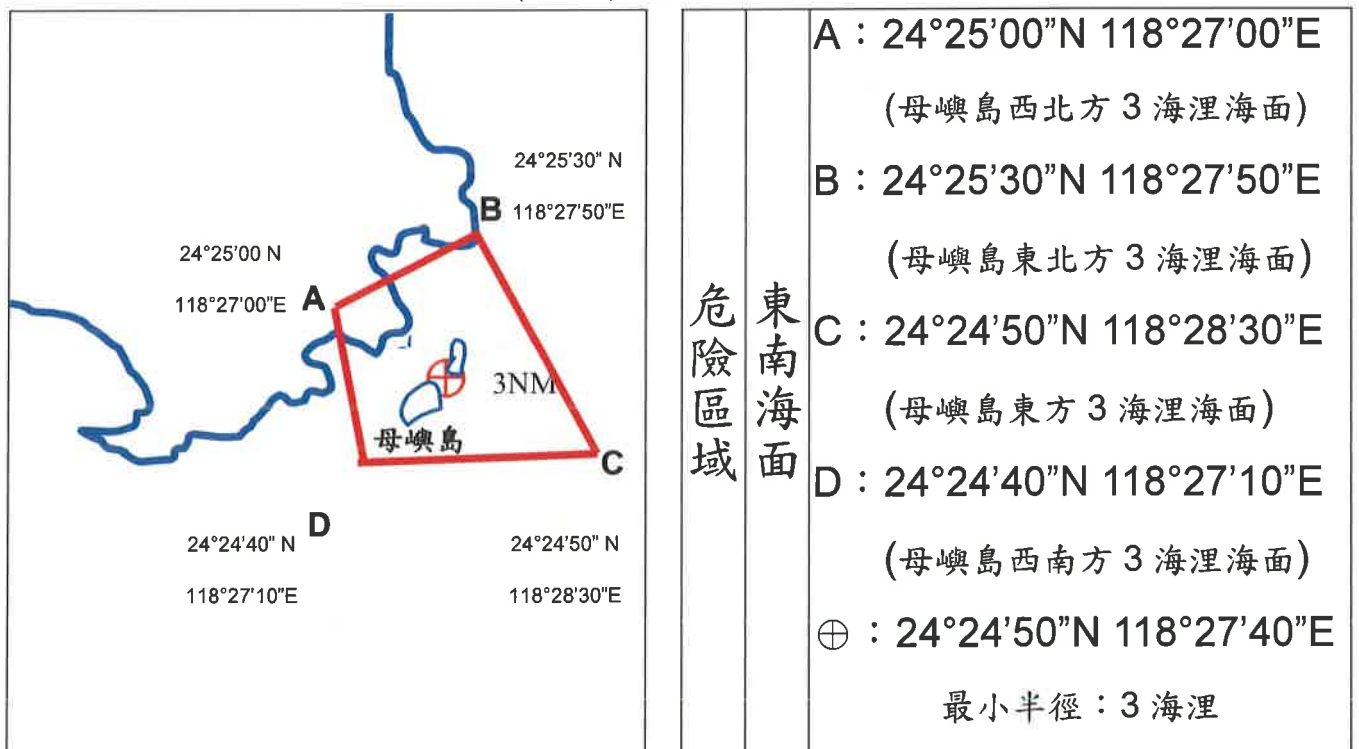 24°25'30" N
B 118°27'50"E
24°25'00 N
118°27'00"E A
3NM
母嶼島
C
D
24°24'40" N
118°27'10"E
24°24'50" N
118°28'30"E
危險區域
東南海面
A：24°25'00"N 118°27'00"E
(母嶼島西北方 3 海浬海面)
B：24°25'30"N 118°27'50"E
(母嶼島東北方 3 海浬海面)
C：24°24'50"N 118°28'30"E
(母嶼島東方 3 海浬海面)
D：24°24'40"N 118°27'10"E
(母嶼島西南方 3 海浬海面)
⊕：24°24'50"N 118°27'40"E
最小半徑：3 海浬